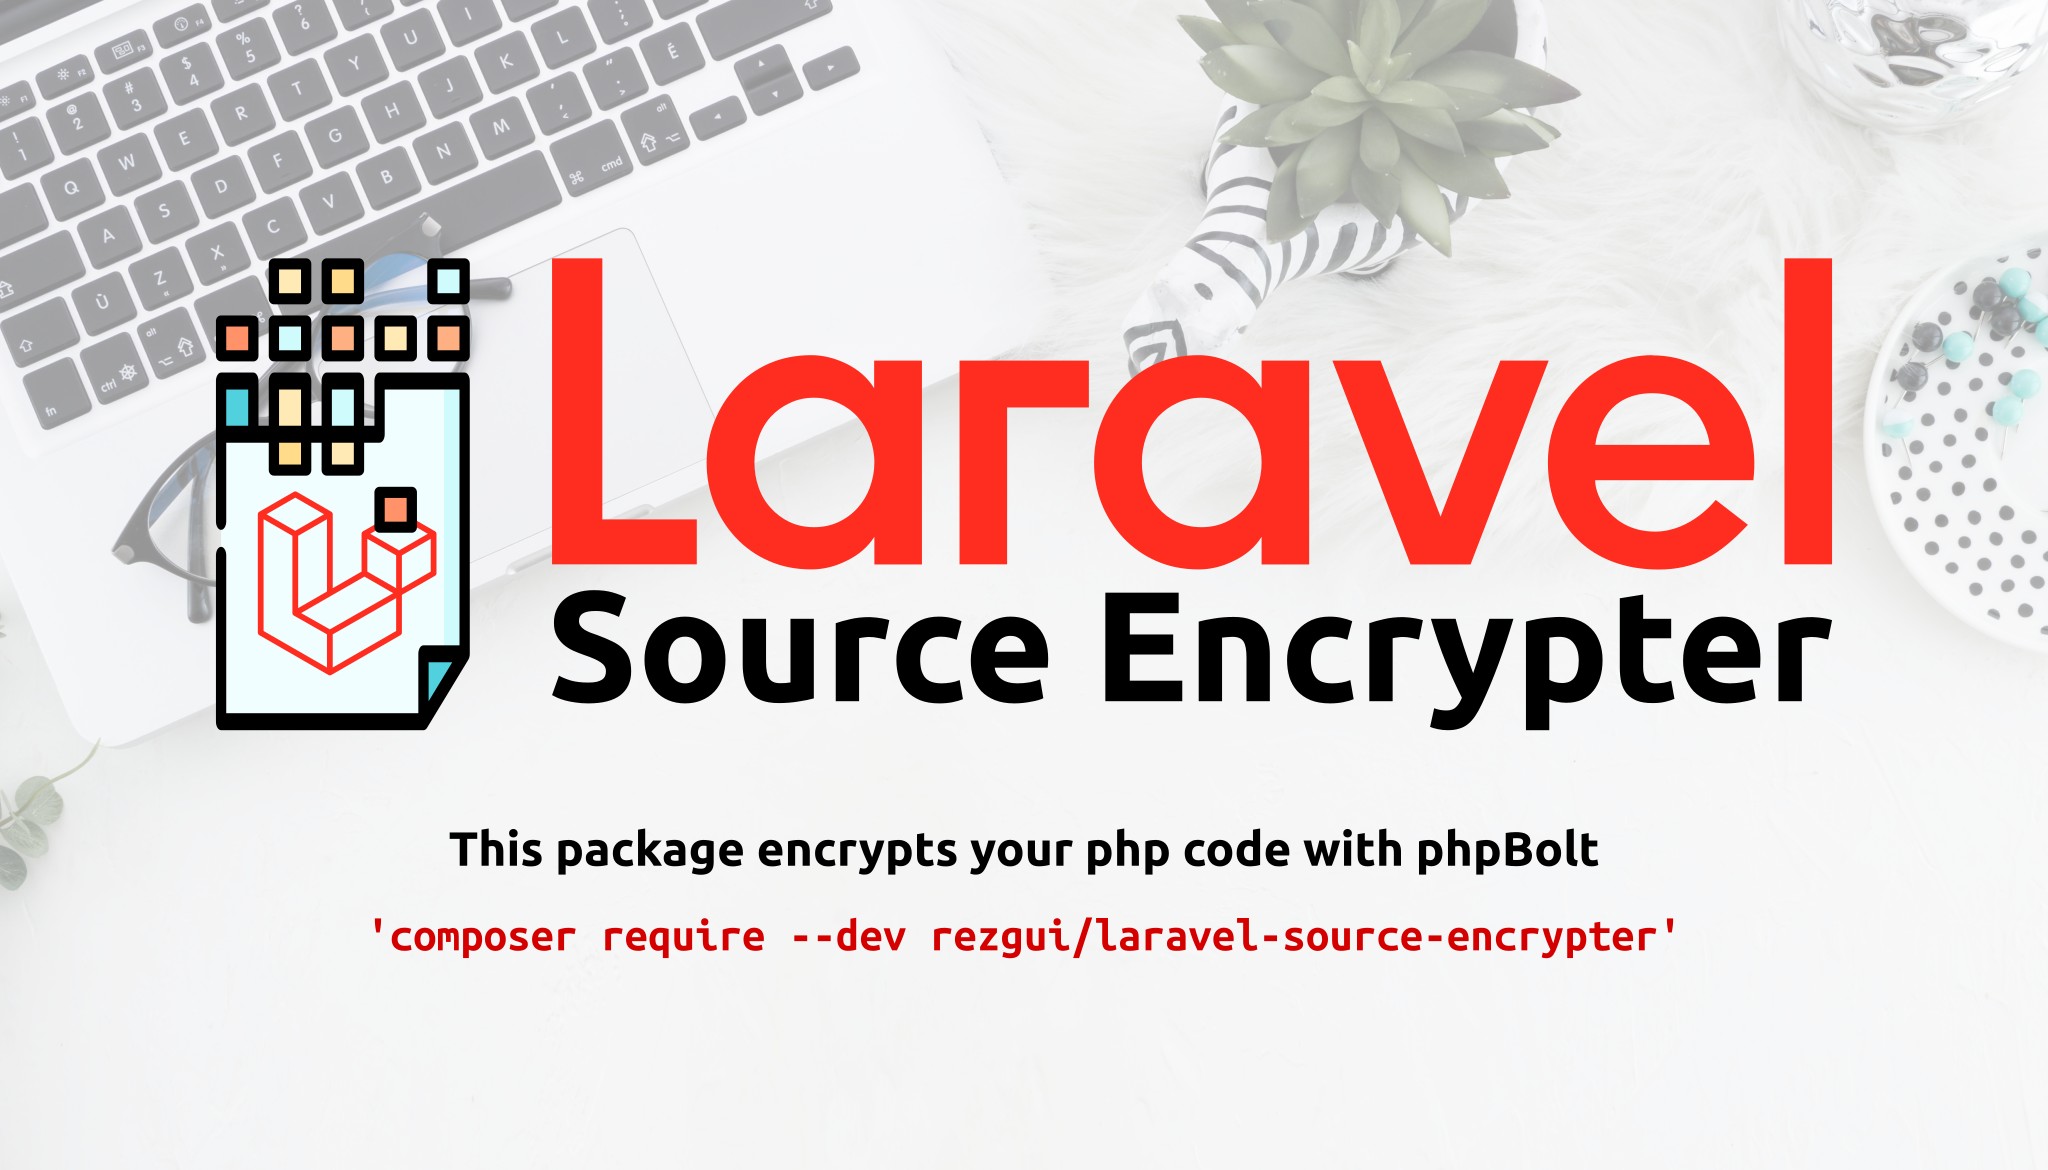 Laravel
Source Encrypter
This package encrypts your php code with phpBolt
'composer require --dev rezgui/laravel-source-encrypter'